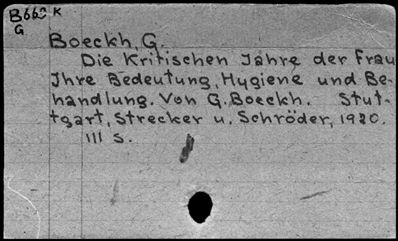 B663 K
G
Boeckh, G.
Die Kritischen Jahre der Frau
Ihre Bedeutung, Hygiene und Be-
handlung. Von G. Boeckh. Stut-
tgart, Strecker u. Schröder, 1920.
111 S.